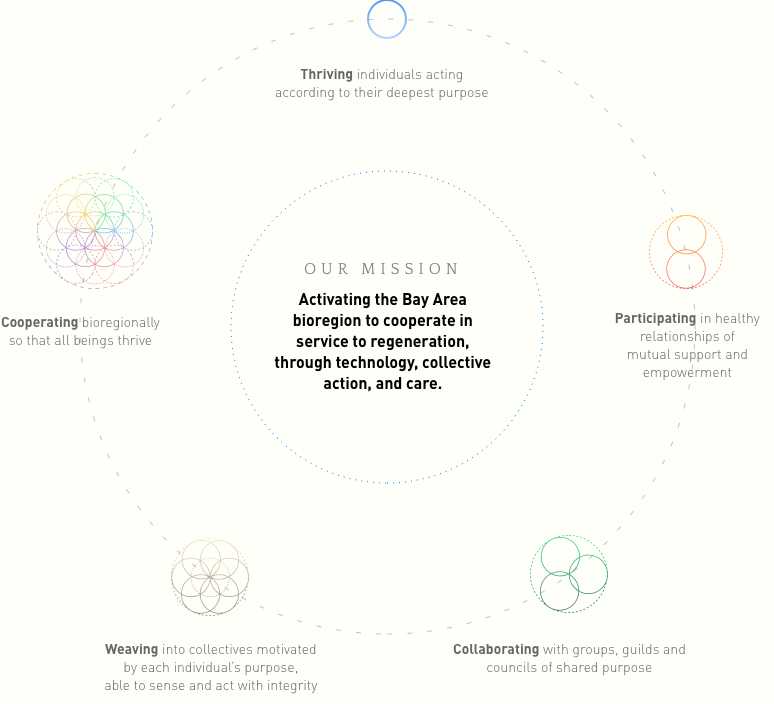 Thriving individuals acting
according to their deepest purpose
OUR MISSION
Activating the Bay Area
bioregion to cooperate in
service to regeneration,
through technology, collective
action, and care.
Cooperating bioregionally
so that all beings thrive
Participating in healthy
relationships of
mutual support and
empowerment
Weaving into collectives motivated
by each individual's purpose,
able to sense and act with integrity
Collaborating with groups, guilds and
councils of shared purpose